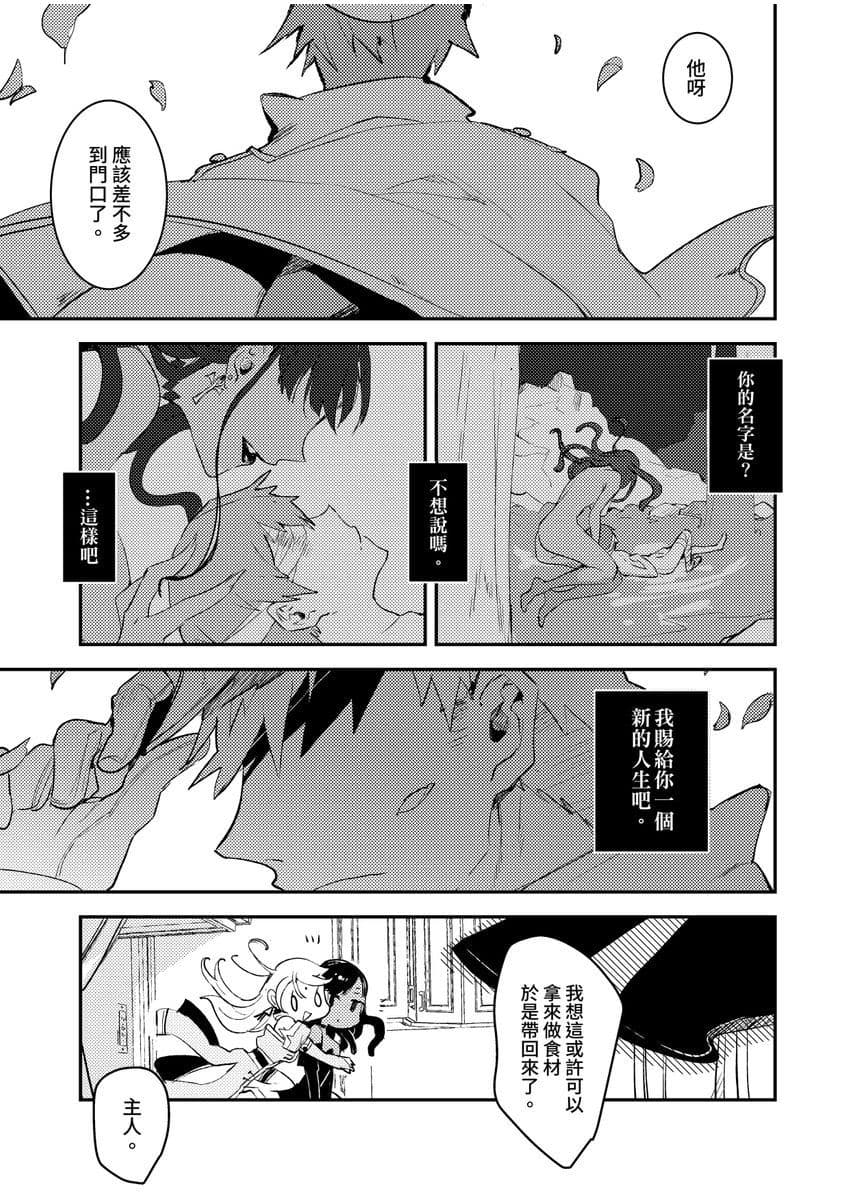 他呀
應該差不多
到門口了。
你的名字是？
不想說嗎。
…這樣吧
我賜給你一個
新的人生吧。
我想這或許可以
拿來做食材
於是帶回來了。
主人。